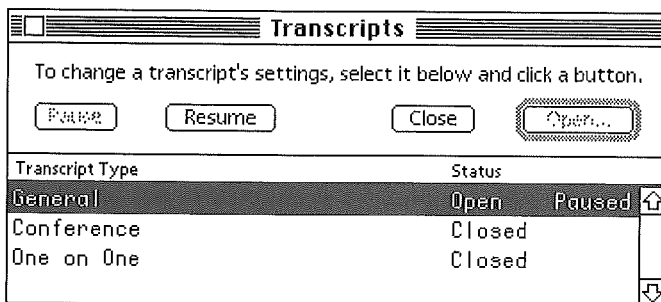 Transcripts
To change a transcript's settings, select it below and click a button.
Pause Resume Close Open...
Transcript Type Status
General Open Paused
Conference Closed
One on One Closed